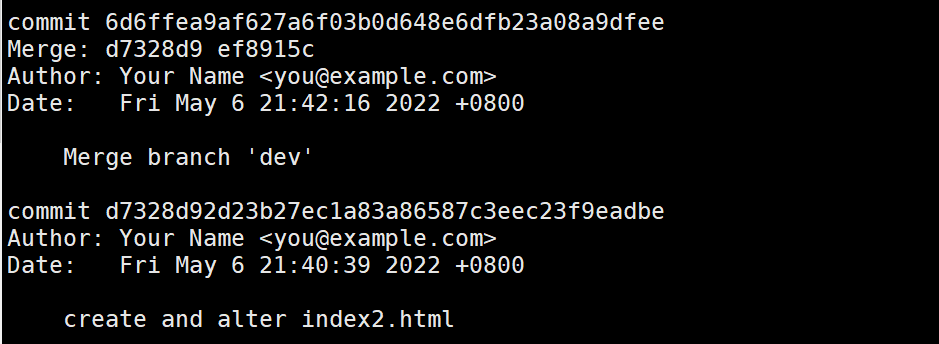 commit 6d6ffea9af627a6f03b0d648e6dfb23a08a9dfee
Merge: d7328d9 ef8915c
Author: Your Name <you@example.com>
Date:   Fri May 6 21:42:16 2022 +0800
Merge branch 'dev'
commit d7328d92d23b27ec1a83a86587c3eec23f9eadbe
Author: Your Name <you@example.com>
Date:   Fri May 6 21:40:39 2022 +0800
create and alter index2.html